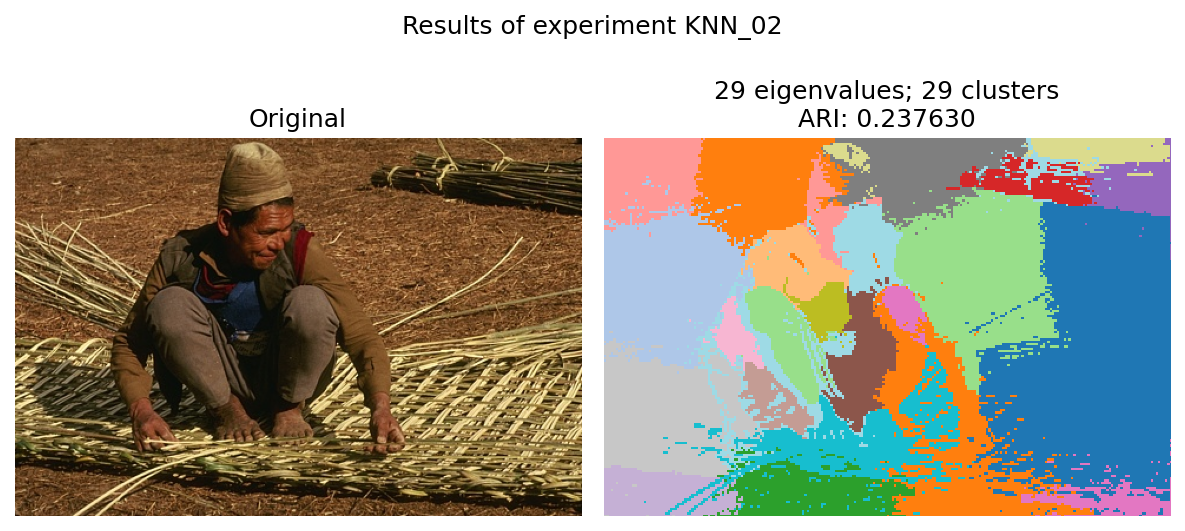 Results of experiment KNN_02
Original
29 eigenvalues; 29 clusters
ARI: 0.237630